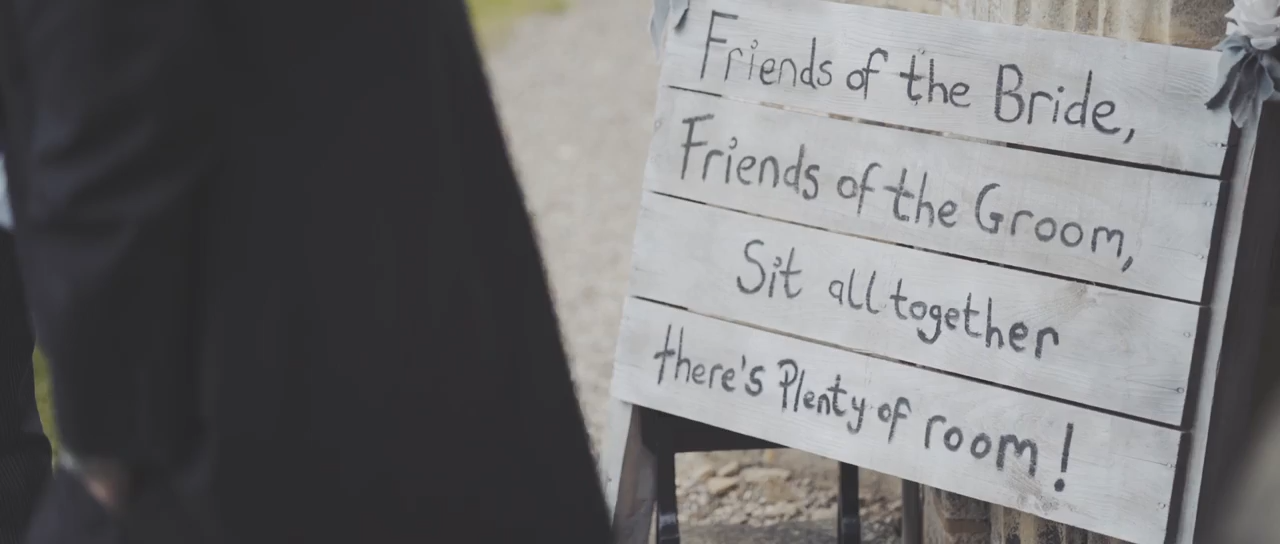 Friends of the Bride,
Friends of the Groom,
Sit all together
there's Plenty of room!